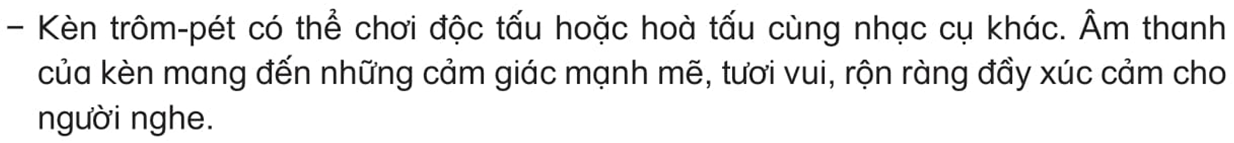 – Kèn trôm-pét có thể chơi độc tấu hoặc hoà tấu cùng nhạc cụ khác. Âm thanh
của kèn mang đến những cảm giác mạnh mẽ, tươi vui, rộn ràng đầy xúc cảm cho
người nghe.